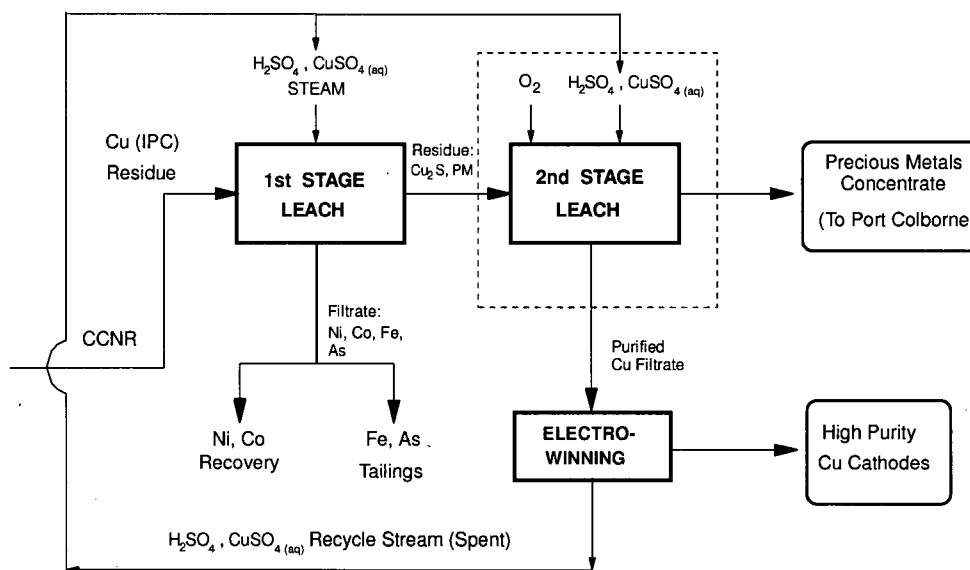 H₂SO₄ , CuSO₄ (aq)
STEAM
O₂
H₂SO₄ , CuSO₄ (aq)
Cu (IPC)
Residue
1st STAGE
LEACH
Residue:
Cu₂S, PM
2nd STAGE
LEACH
Precious Metals
Concentrate
(To Port Colborne
CCNR
Filtrate:
Ni, Co, Fe,
As
Purified
Cu Filtrate
Ni, Co
Recovery
Fe, As
Tailings
ELECTRO-
WINNING
High Purity
Cu Cathodes
H₂SO₄ , CuSO₄ (aq) Recycle Stream (Spent)